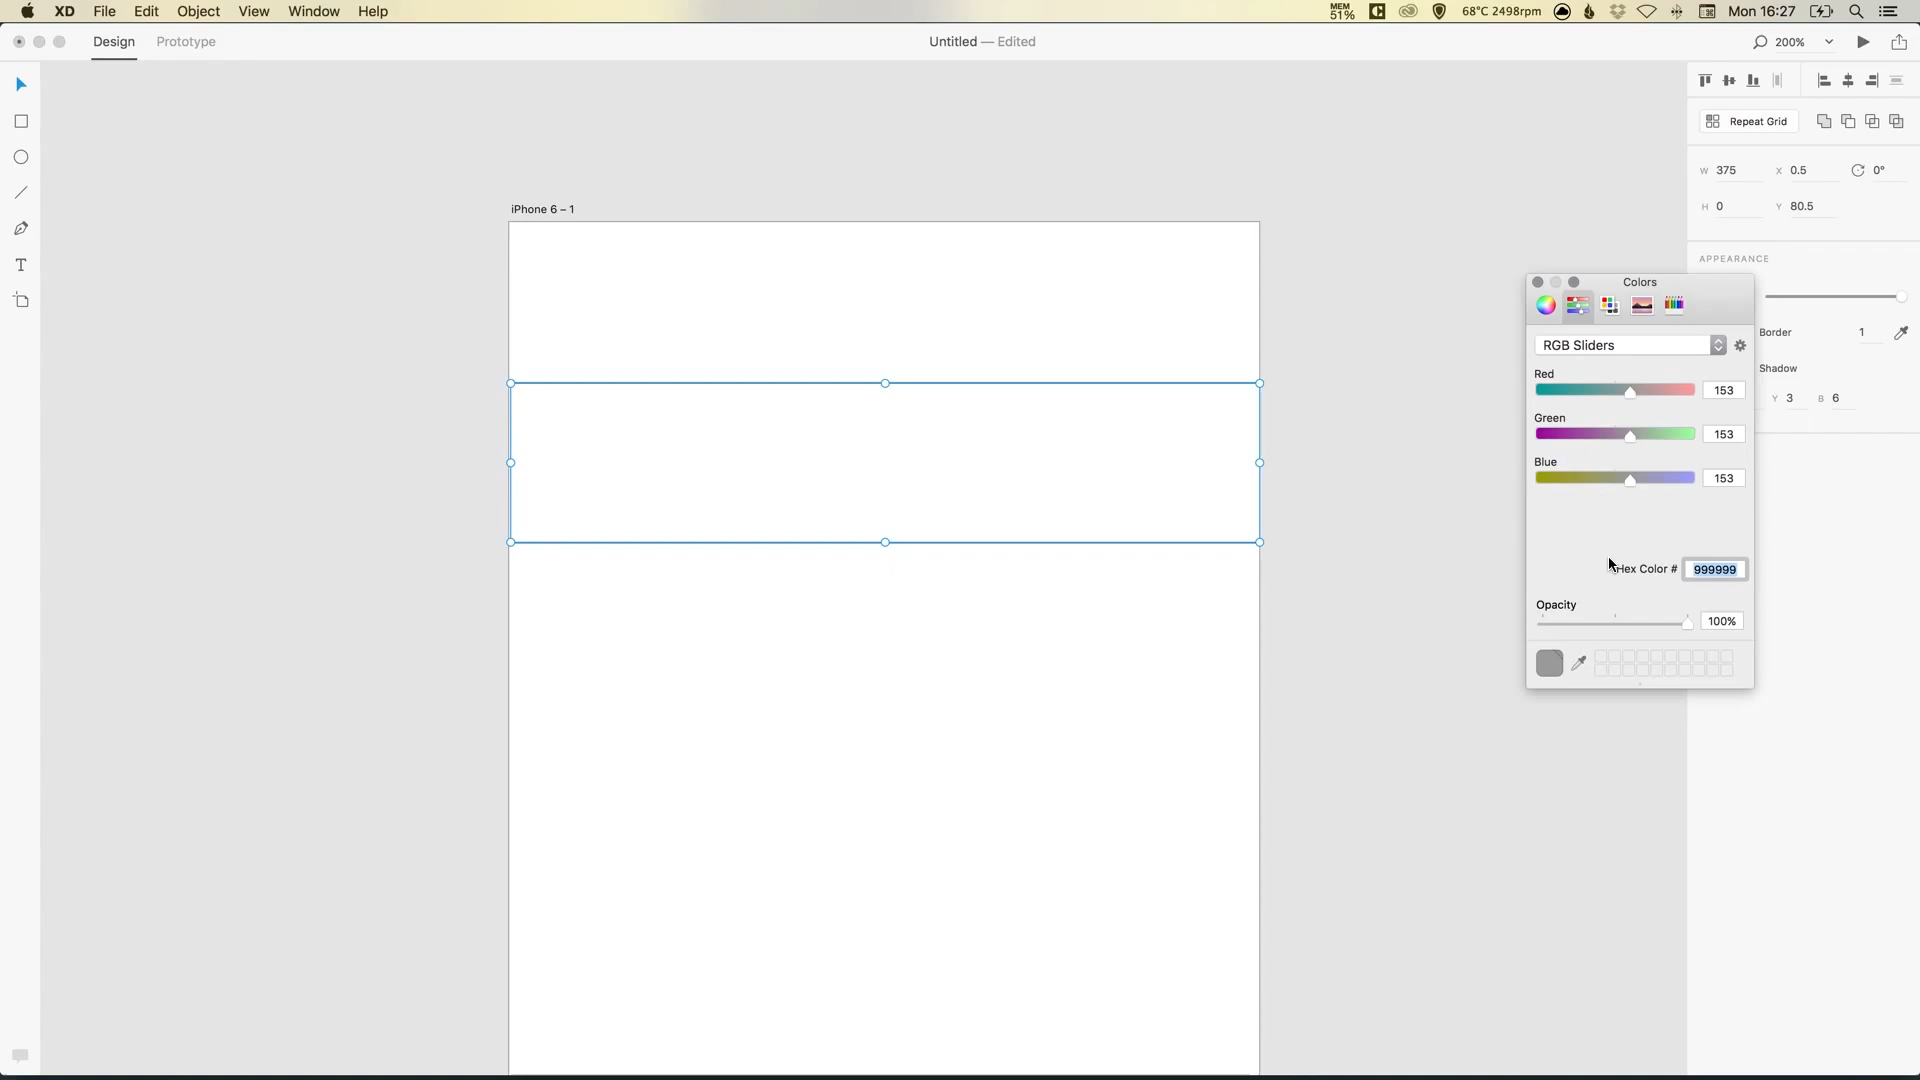 XD File Edit Object View Window Help MEM 51% 68°C 2498rpm Mon 16:27
Design Prototype Untitled — Edited 200%
Repeat Grid
W 375 X 0.5 0°
H 0 Y 80.5
iPhone 6 – 1
APPEARANCE
Colors
Border 1
RGB Sliders
Shadow
Red
153
Y 3 B 6
Green
153
Blue
153
Hex Color # 999999
Opacity
100%